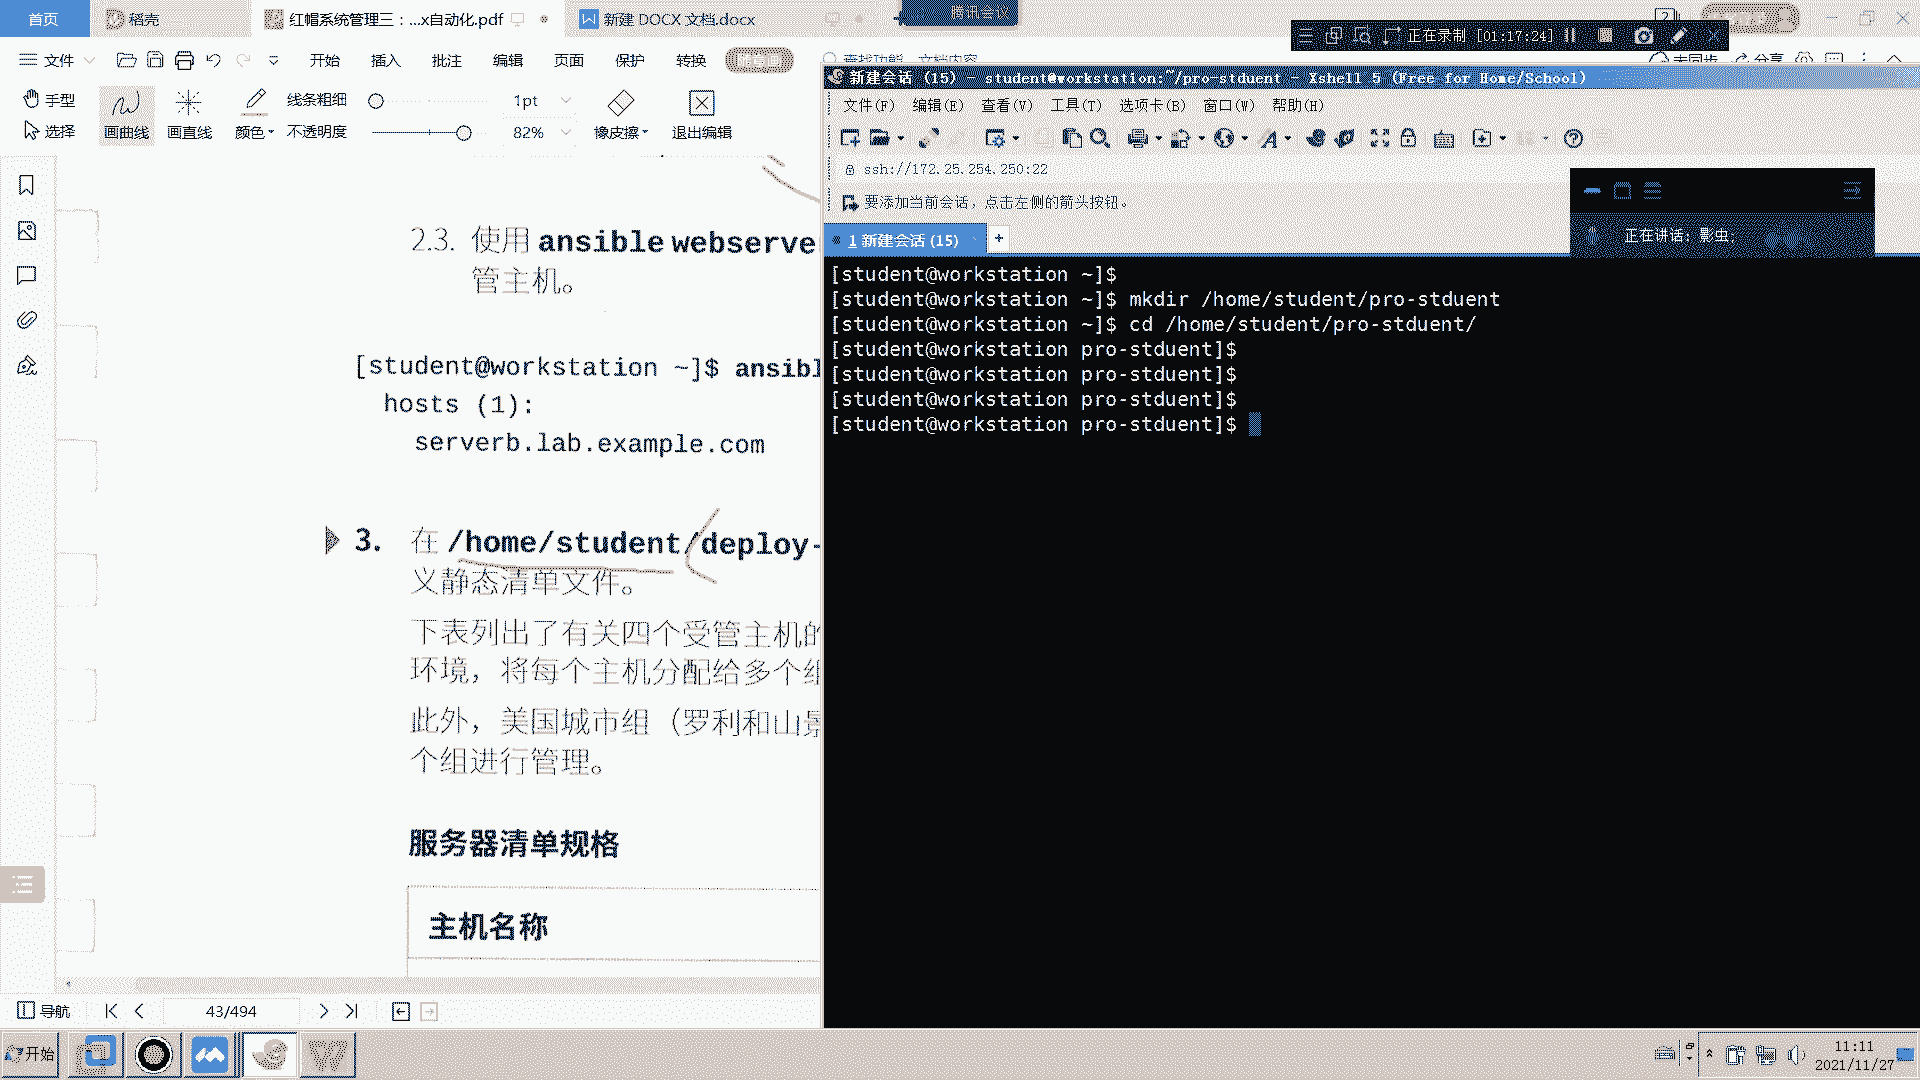 首页
稻壳
红帽系统管理三：...x自动化.pdf
新建 DOCX 文档.docx
腾讯会议
正在录制 [01:17:24]
文件
开始
插入
批注
编辑
页面
保护
转换
查找功能、文档内容
未同步
分享
手型
选择
画曲线
画直线
颜色
线条粗细
1pt
不透明度
82%
橡皮擦
退出编辑
2.3. 使用 ansible webserve
管主机。
[student@workstation ~]$ ansibl
hosts (1):
serverb.lab.example.com
3. 在 /home/student/deploy-
义静态清单文件。
下表列出了有关四个受管主机的
环境，将每个主机分配给多个组
此外，美国城市组（罗利和山景
个组进行管理。
服务器清单规格
主机名称
导航
43/494
新建会话 (15) - student@workstation:~/pro-stduent - Xshell 5 (Free for Home/School)
文件(F)
编辑(E)
查看(V)
工具(T)
选项卡(B)
窗口(W)
帮助(H)
ssh://172.25.254.250:22
要添加当前会话，点击左侧的箭头按钮。
正在讲话: 影虫;
1 新建会话 (15)
[student@workstation ~]$
[student@workstation ~]$ mkdir /home/student/pro-stduent
[student@workstation ~]$ cd /home/student/pro-stduent/
[student@workstation pro-stduent]$
[student@workstation pro-stduent]$
[student@workstation pro-stduent]$
[student@workstation pro-stduent]$
开始
11:11
2021/11/27